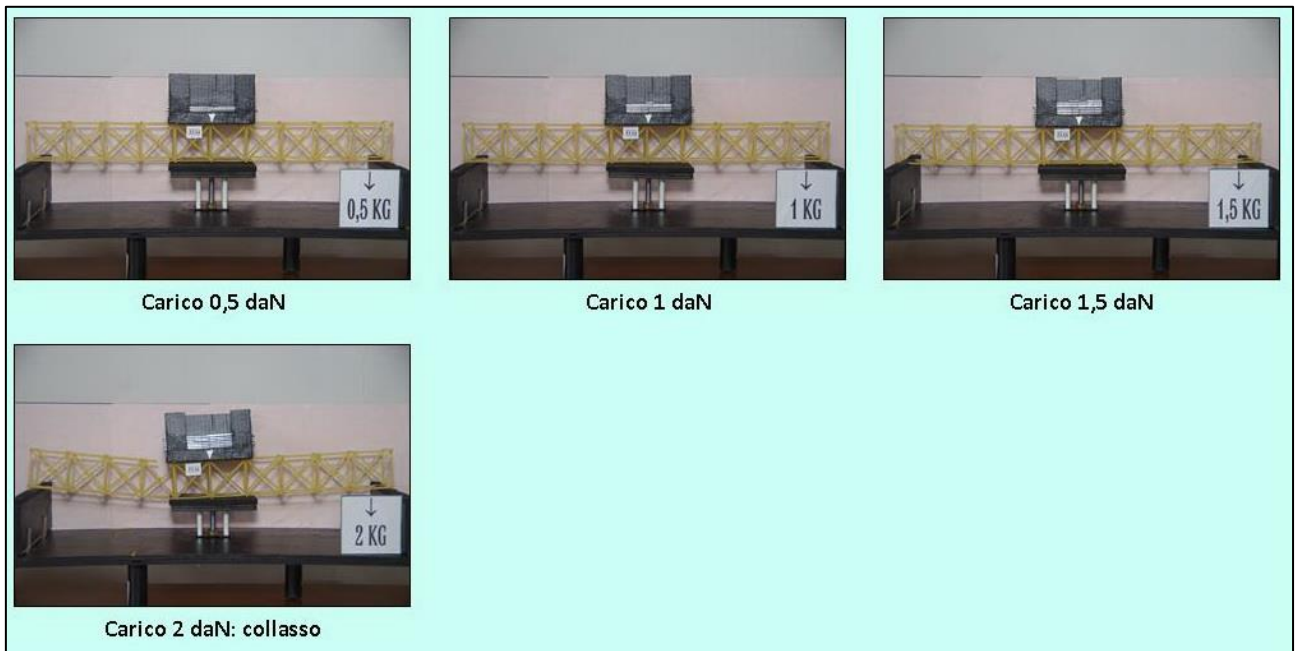 0,5 KG
1 KG
1,5 KG
Carico 0,5 daN
Carico 1 daN
Carico 1,5 daN
2 KG
Carico 2 daN: collasso